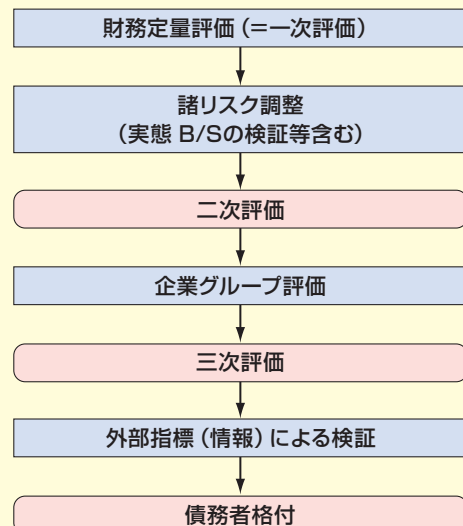 財務定量評価（＝一次評価）
諸リスク調整
（実態 B/Sの検証等含む）
二次評価
企業グループ評価
三次評価
外部指標（情報）による検証
債務者格付